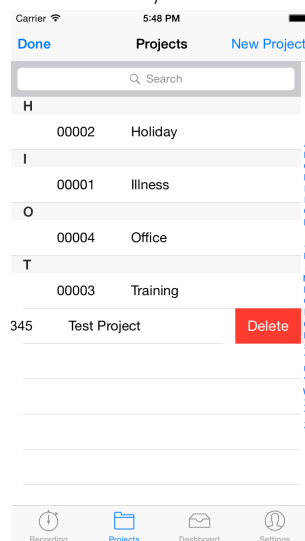 Carrier 5:48 PM
Done Projects New Project
Search
H
00002 Holiday
I
00001 Illness
O
00004 Office
T
00003 Training
345 Test Project Delete
Recording Projects Dashboard Settings